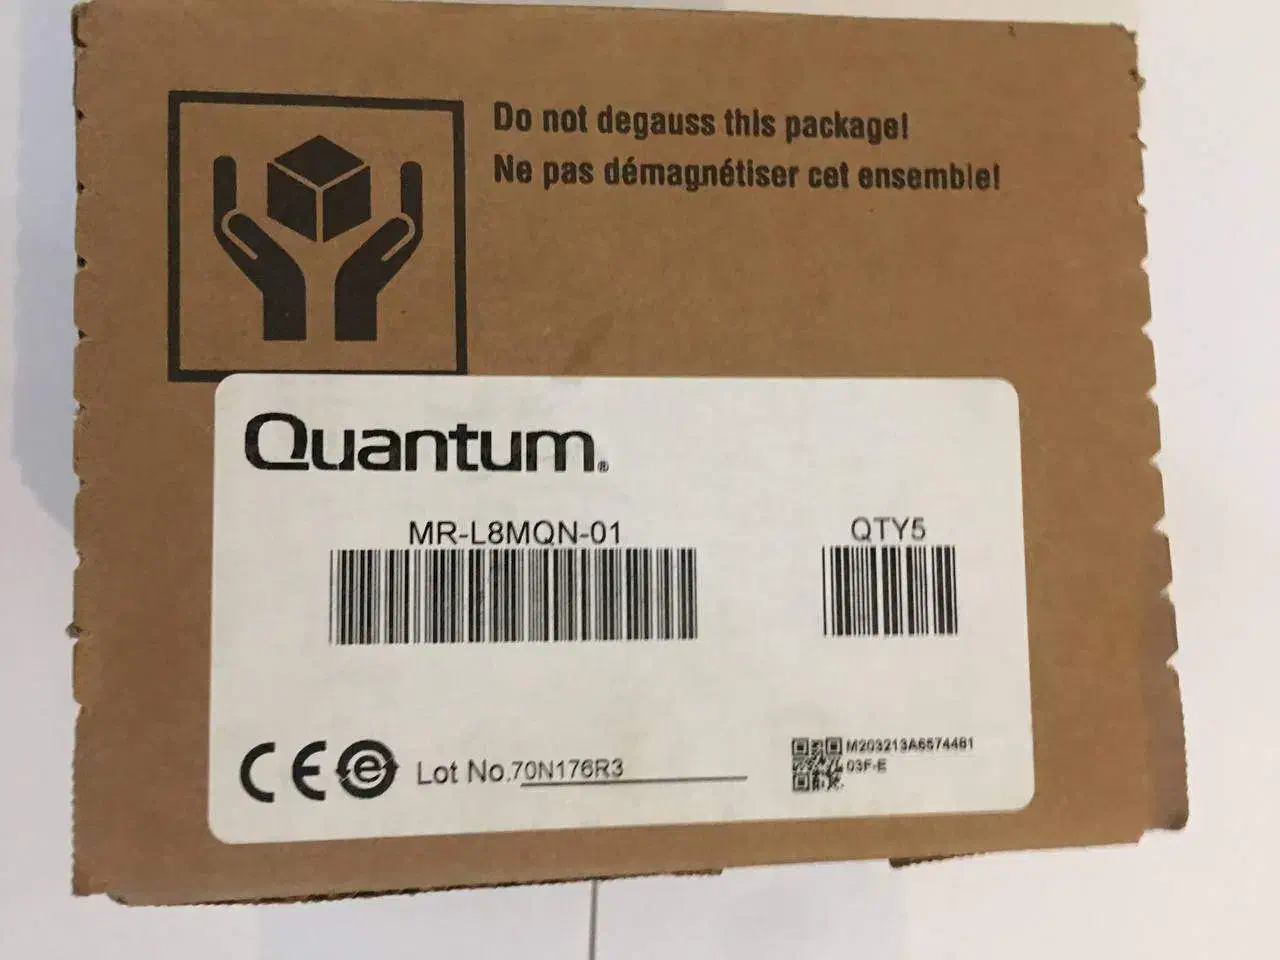 Do not degauss this package!
Ne pas démagnétiser cet ensemble!
Quantum®
MR-L8MQN-01
QTY5
CE e Lot No.70N176R3
M203213A6574481
03F-E